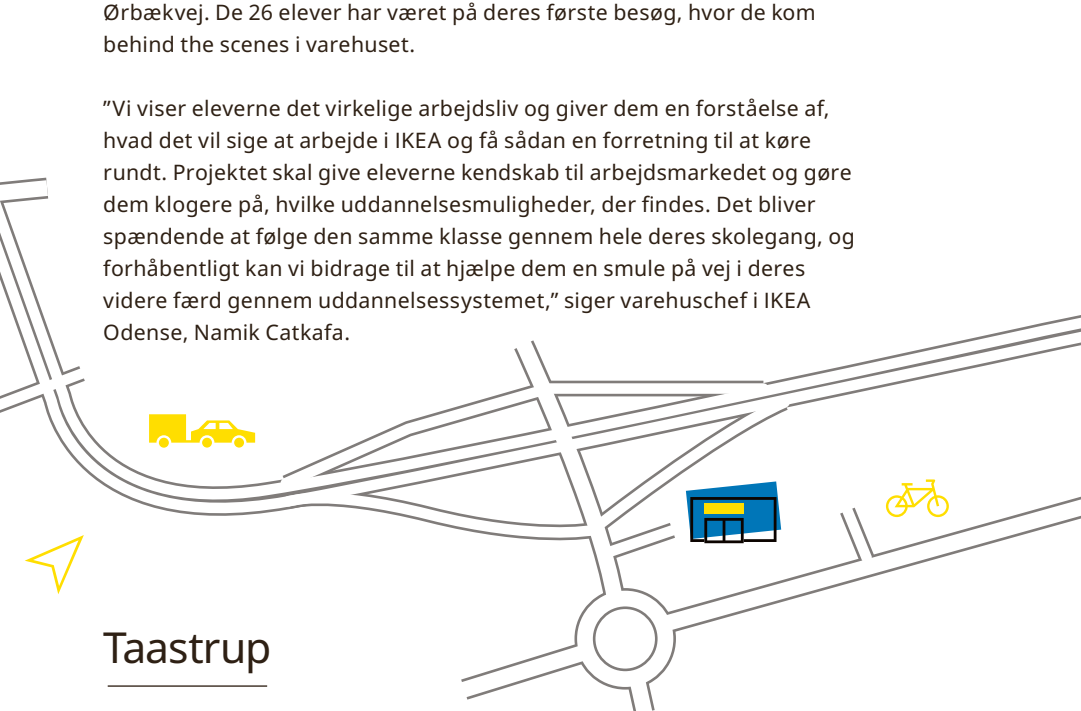 Ørbækvej. De 26 elever har været på deres første besøg, hvor de kom
behind the scenes i varehuset.
”Vi viser eleverne det virkelige arbejdsliv og giver dem en forståelse af,
hvad det vil sige at arbejde i IKEA og få sådan en forretning til at køre
rundt. Projektet skal give eleverne kendskab til arbejdsmarkedet og gøre
dem klogere på, hvilke uddannelsesmuligheder, der findes. Det bliver
spændende at følge den samme klasse gennem hele deres skolegang, og
forhåbentligt kan vi bidrage til at hjælpe dem en smule på vej i deres
videre færd gennem uddannelsessystemet,” siger varehuschef i IKEA
Odense, Namik Catkafa.
Taastrup